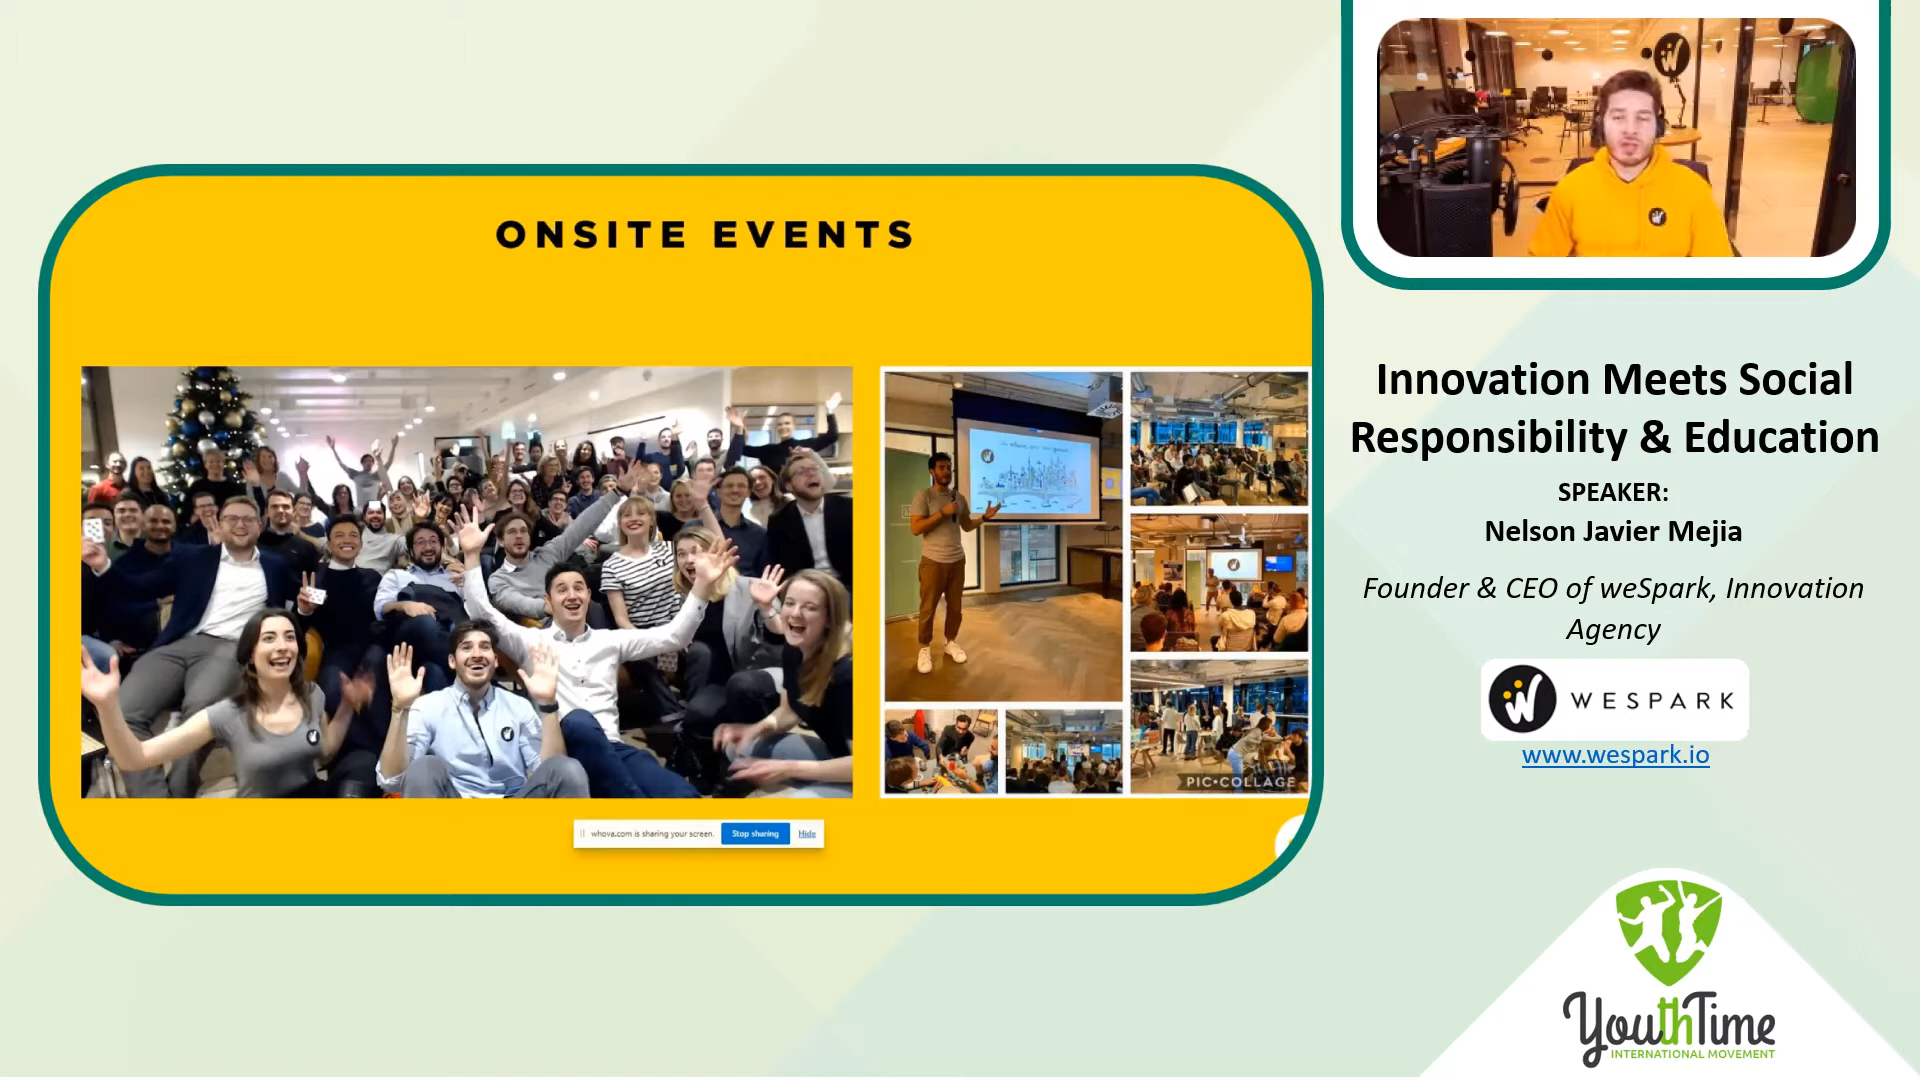 ONSITE EVENTS
PIC•COLLAGE
whova.com is sharing your screen.
Stop sharing
Hide
Innovation Meets Social
Responsibility & Education
SPEAKER:
Nelson Javier Mejia
Founder & CEO of weSpark, Innovation
Agency
WESPARK
www.wespark.io
YouthTime
INTERNATIONAL MOVEMENT